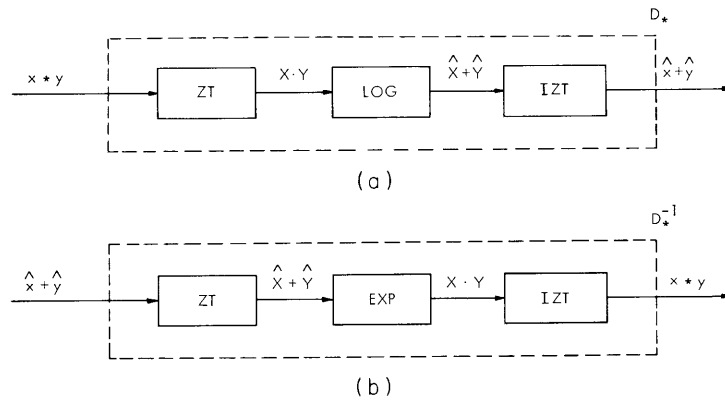 D*
x * y
ZT
X · Y
LOG
X̂ + Ŷ
IZT
x̂ + ŷ
(a)
D*⁻¹
x̂ + ŷ
ZT
X̂ + Ŷ
EXP
X · Y
IZT
x * y
(b)